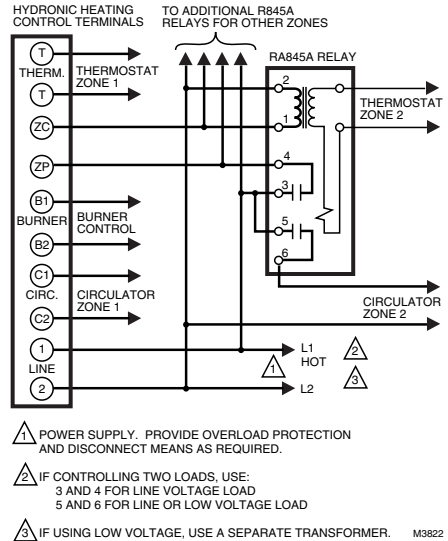 HYDRONIC HEATING
CONTROL TERMINALS
TO ADDITIONAL R845A
RELAYS FOR OTHER ZONES
RA845A RELAY
T
THERM.
T
THERMOSTAT
ZONE 1
ZC
ZP
B1
BURNER
B2
BURNER
CONTROL
C1
CIRC.
C2
CIRCULATOR
ZONE 1
1
LINE
2
2
1
4
3
5
6
THERMOSTAT
ZONE 2
CIRCULATOR
ZONE 2
L1
HOT
L2
1
2
3
1 POWER SUPPLY. PROVIDE OVERLOAD PROTECTION
AND DISCONNECT MEANS AS REQUIRED.
2 IF CONTROLLING TWO LOADS, USE:
3 AND 4 FOR LINE VOLTAGE LOAD
5 AND 6 FOR LINE OR LOW VOLTAGE LOAD
3 IF USING LOW VOLTAGE, USE A SEPARATE TRANSFORMER.
M3822